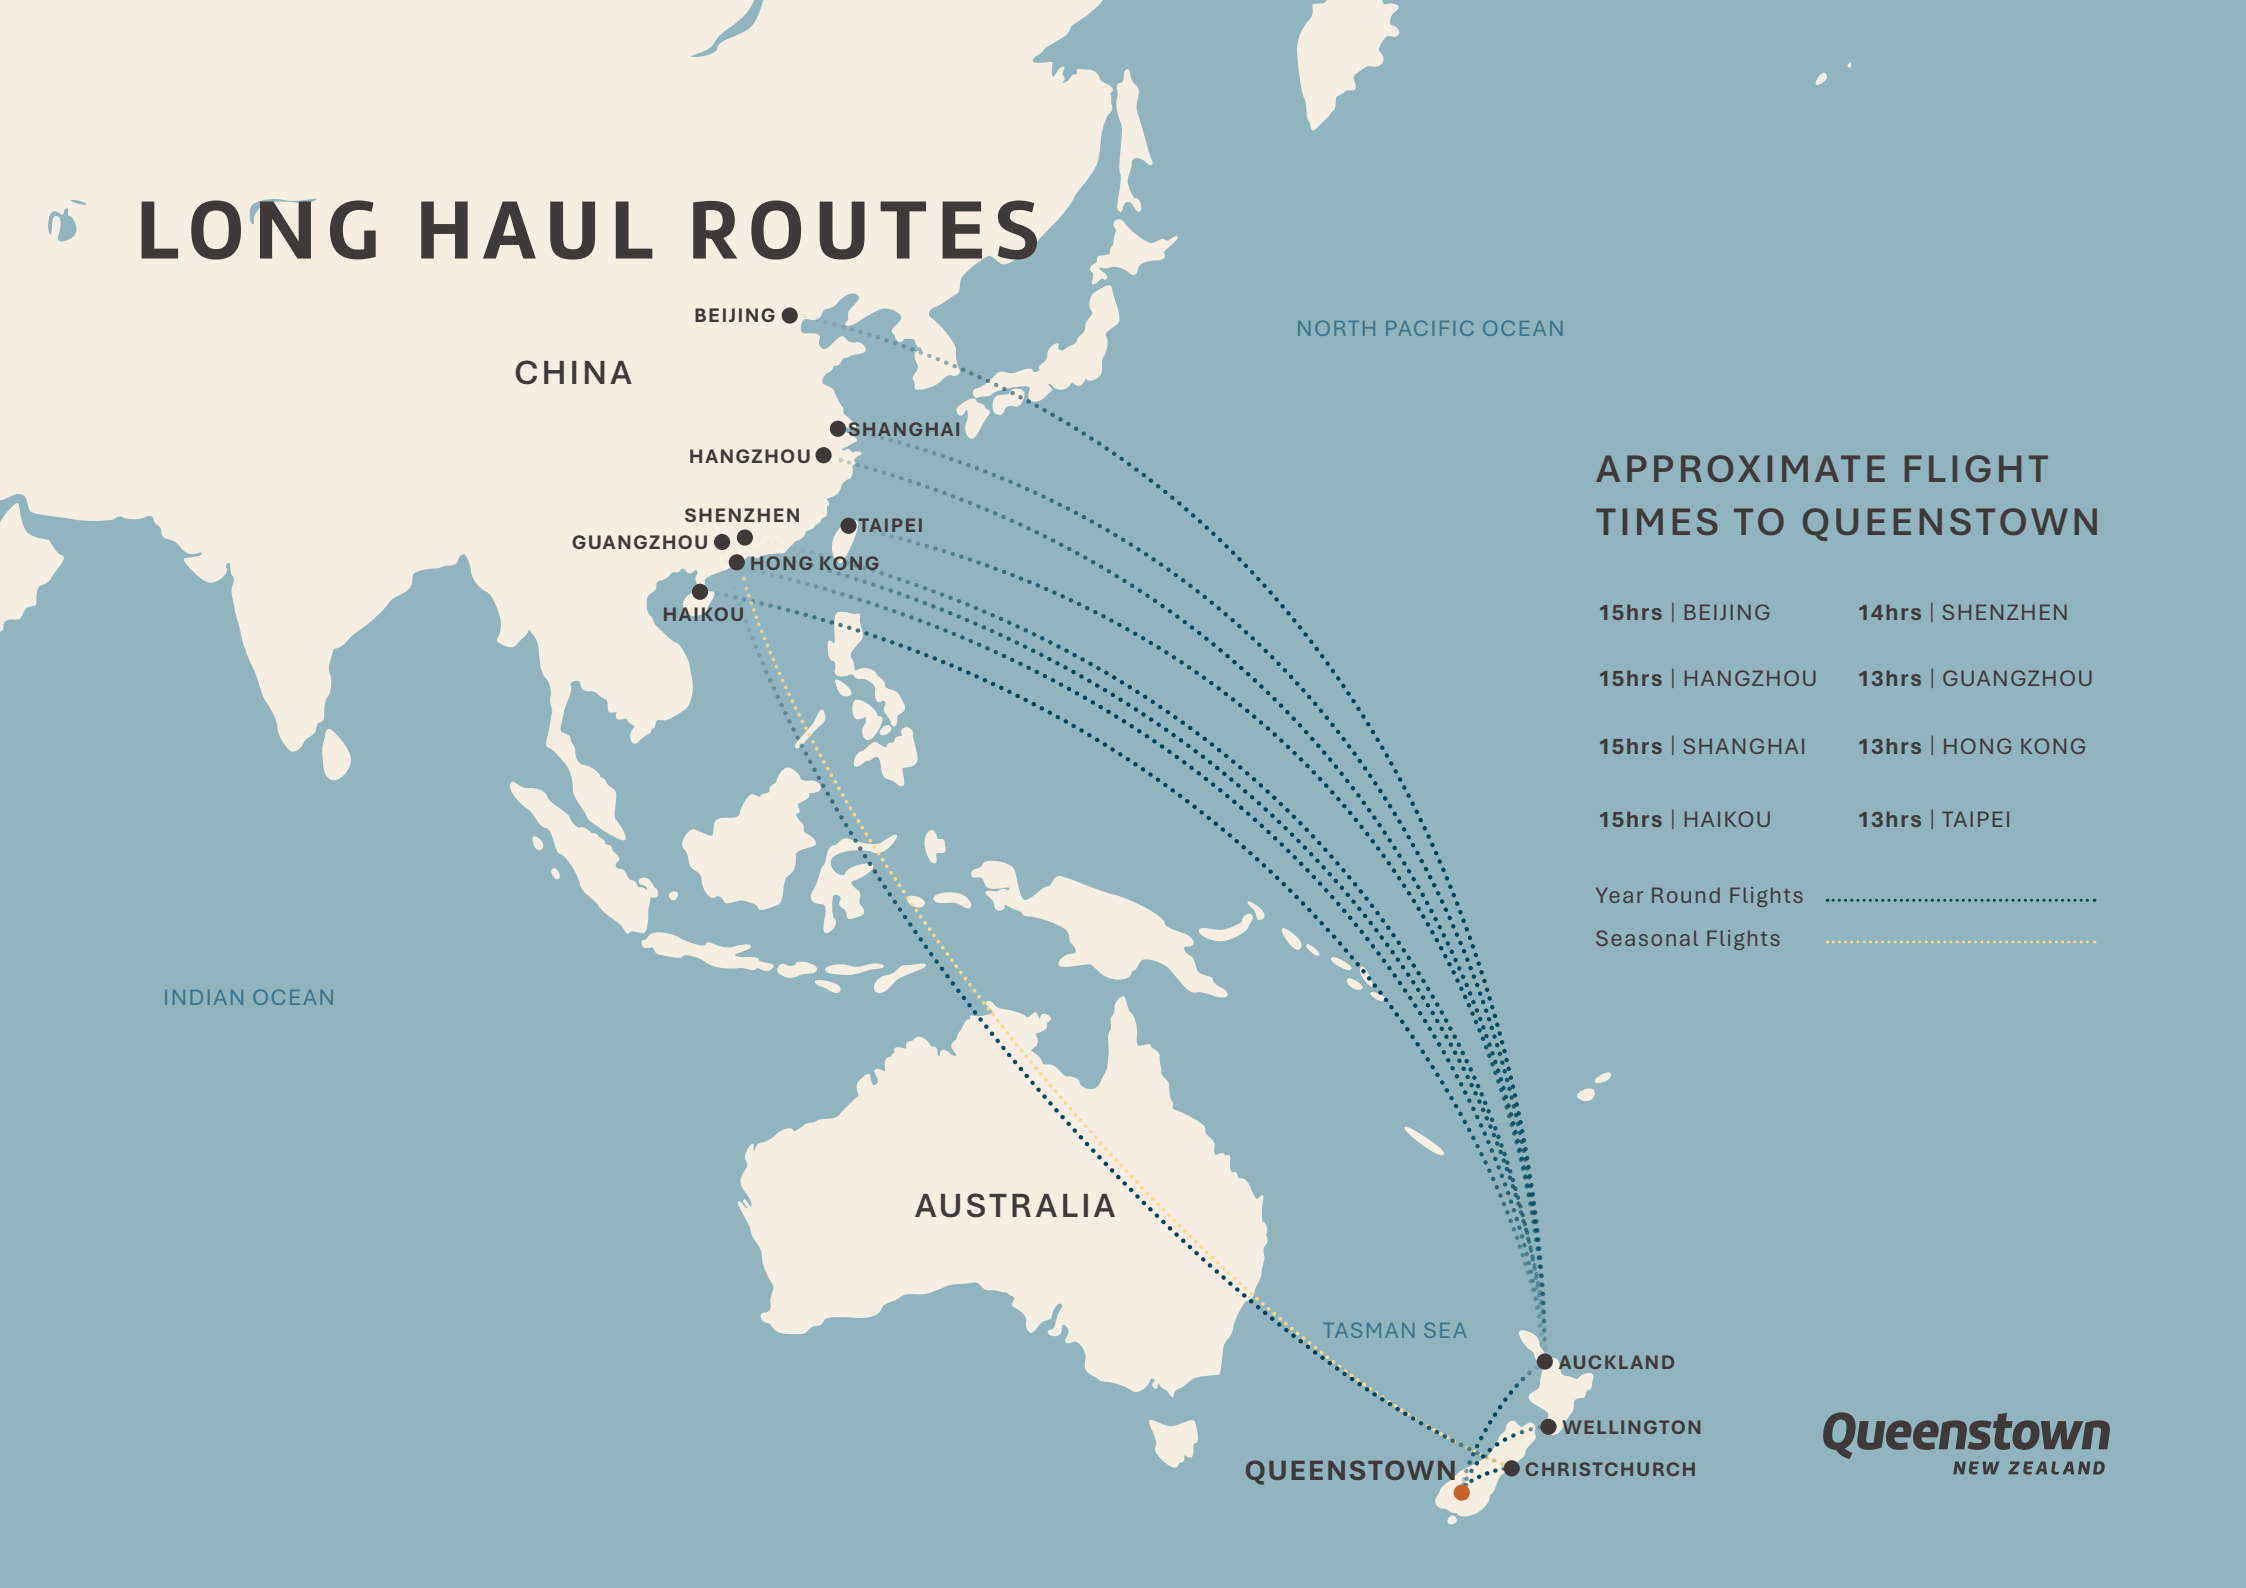 LONG HAUL ROUTES
BEIJING
NORTH PACIFIC OCEAN
CHINA
SHANGHAI
HANGZHOU
SHENZHEN
TAIPEI
GUANGZHOU
HONG KONG
HAIKOU
APPROXIMATE FLIGHT
TIMES TO QUEENSTOWN
15hrs | BEIJING
14hrs | SHENZHEN
15hrs | HANGZHOU
13hrs | GUANGZHOU
15hrs | SHANGHAI
13hrs | HONG KONG
15hrs | HAIKOU
13hrs | TAIPEI
Year Round Flights
Seasonal Flights
INDIAN OCEAN
AUSTRALIA
TASMAN SEA
AUCKLAND
WELLINGTON
QUEENSTOWN
CHRISTCHURCH
Queenstown
NEW ZEALAND